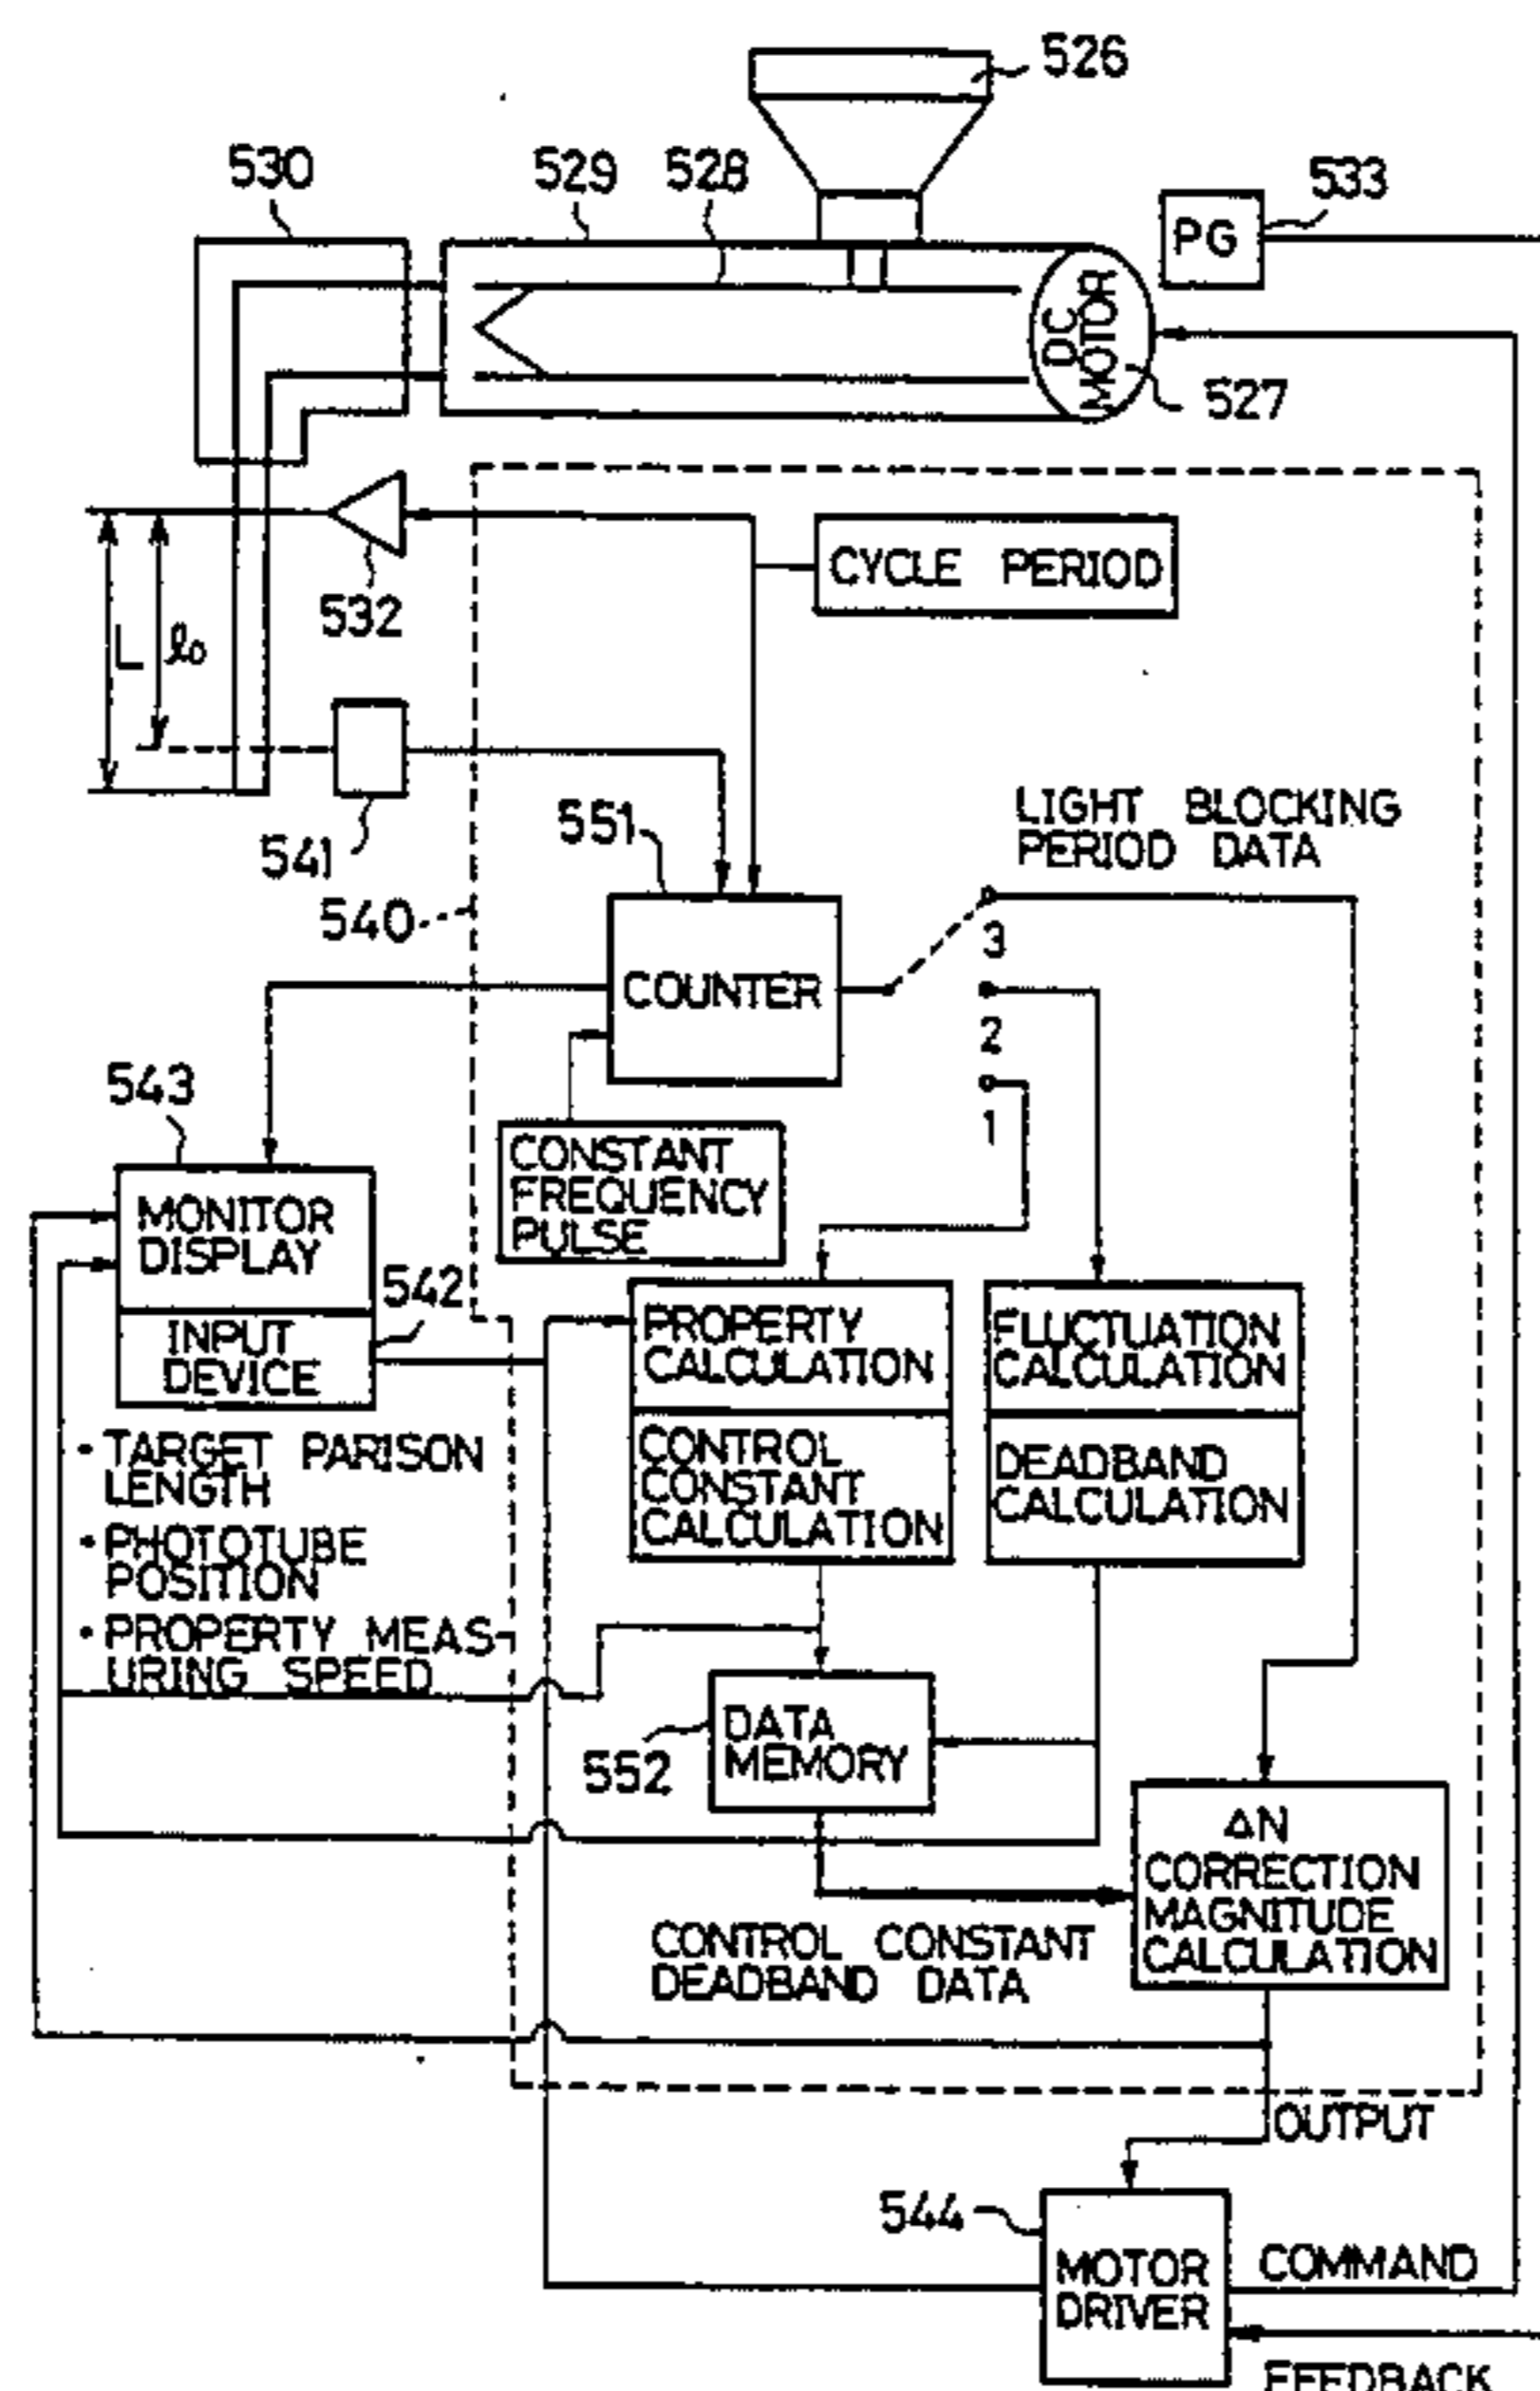 526
530
529
528
533
PG
DC
MOTOR
527
CYCLE PERIOD
532
L
lo
541
551
LIGHT BLOCKING
PERIOD DATA
540
3
COUNTER
2
1
543
CONSTANT
FREQUENCY
PULSE
MONITOR
DISPLAY
542
INPUT
DEVICE
PROPERTY
CALCULATION
FLUCTUATION
CALCULATION
CONTROL
CONSTANT
CALCULATION
DEADBAND
CALCULATION
• TARGET PARISON
LENGTH
• PHOTOTUBE
POSITION
• PROPERTY MEAS-
URING SPEED
DATA
MEMORY
552
ΔN
CORRECTION
MAGNITUDE
CALCULATION
CONTROL CONSTANT
DEADBAND DATA
OUTPUT
544
MOTOR
DRIVER
COMMAND
FEEDBACK